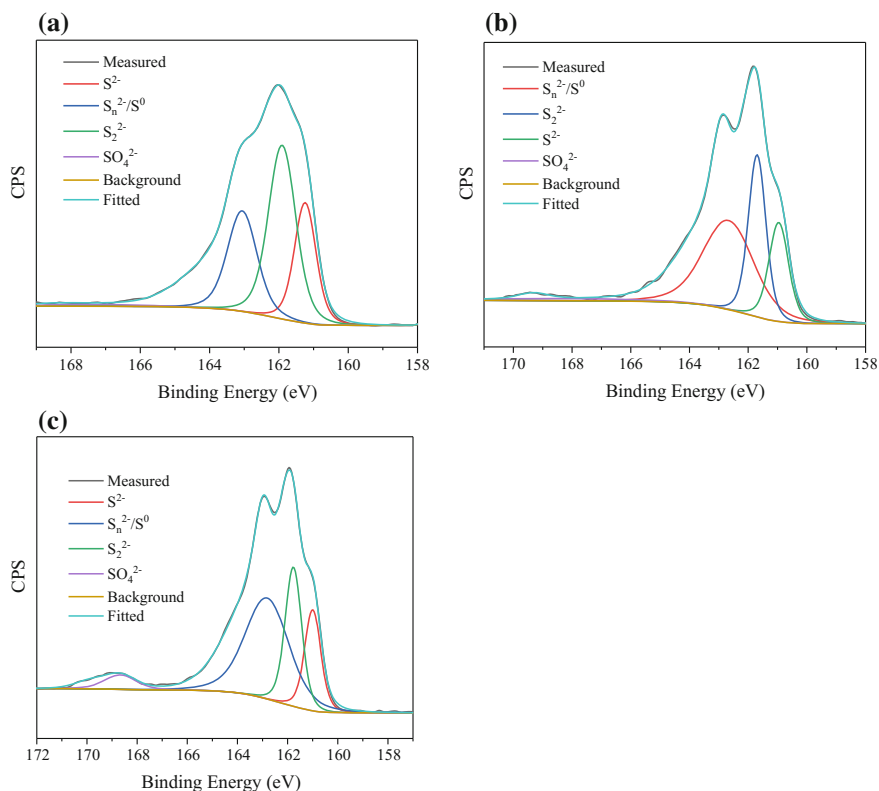 (a)
Measured
S²⁻
Sₙ²⁻/S⁰
S₂²⁻
SO₄²⁻
Background
Fitted
CPS
168 166 164 162 160 158
Binding Energy (eV)
(b)
Measured
Sₙ²⁻/S⁰
S₂²⁻
S²⁻
SO₄²⁻
Background
Fitted
CPS
170 168 166 164 162 160 158
Binding Energy (eV)
(c)
Measured
S²⁻
Sₙ²⁻/S⁰
S₂²⁻
SO₄²⁻
Background
Fitted
CPS
172 170 168 166 164 162 160 158
Binding Energy (eV)